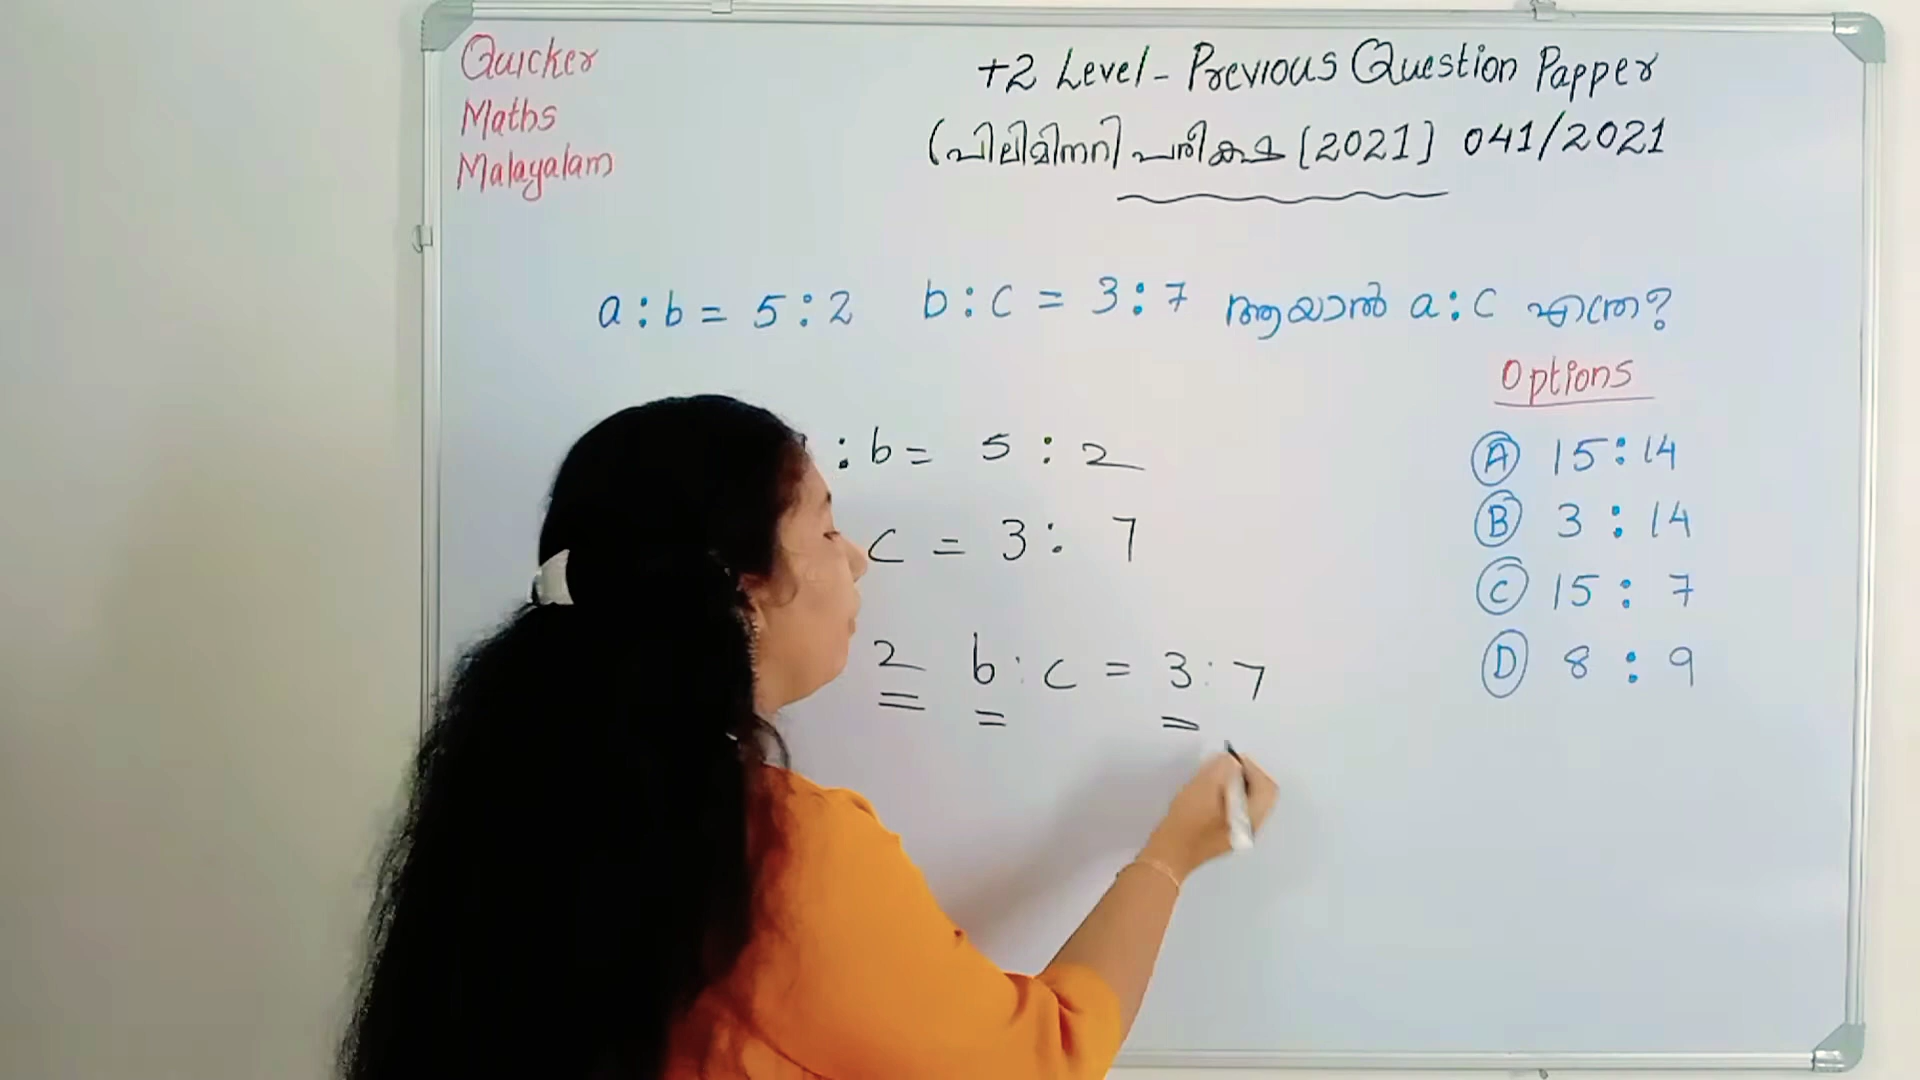 Quicker
Maths
Malayalam
+2 Level - Previous Question Papper
(പിലിമിനറി പരീക്ഷ [2021] 041/2021
a:b = 5:2 b:c = 3:7 ആയാൽ a:c എത്ര?
Options
A 15:14
B 3:14
C 15:7
D 8:9
:b= 5:2
c = 3:7
2 b:c = 3:7